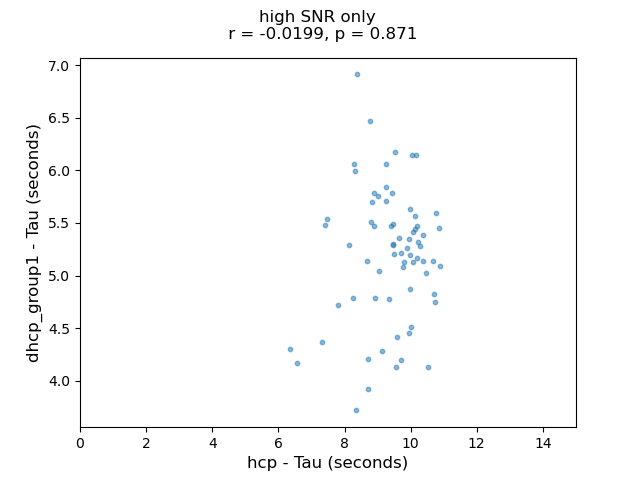 high SNR only
r = -0.0199, p = 0.871
7.0
6.5
6.0
5.5
5.0
4.5
4.0
dhcp_group1 - Tau (seconds)
0 2 4 6 8 10 12 14
hcp - Tau (seconds)